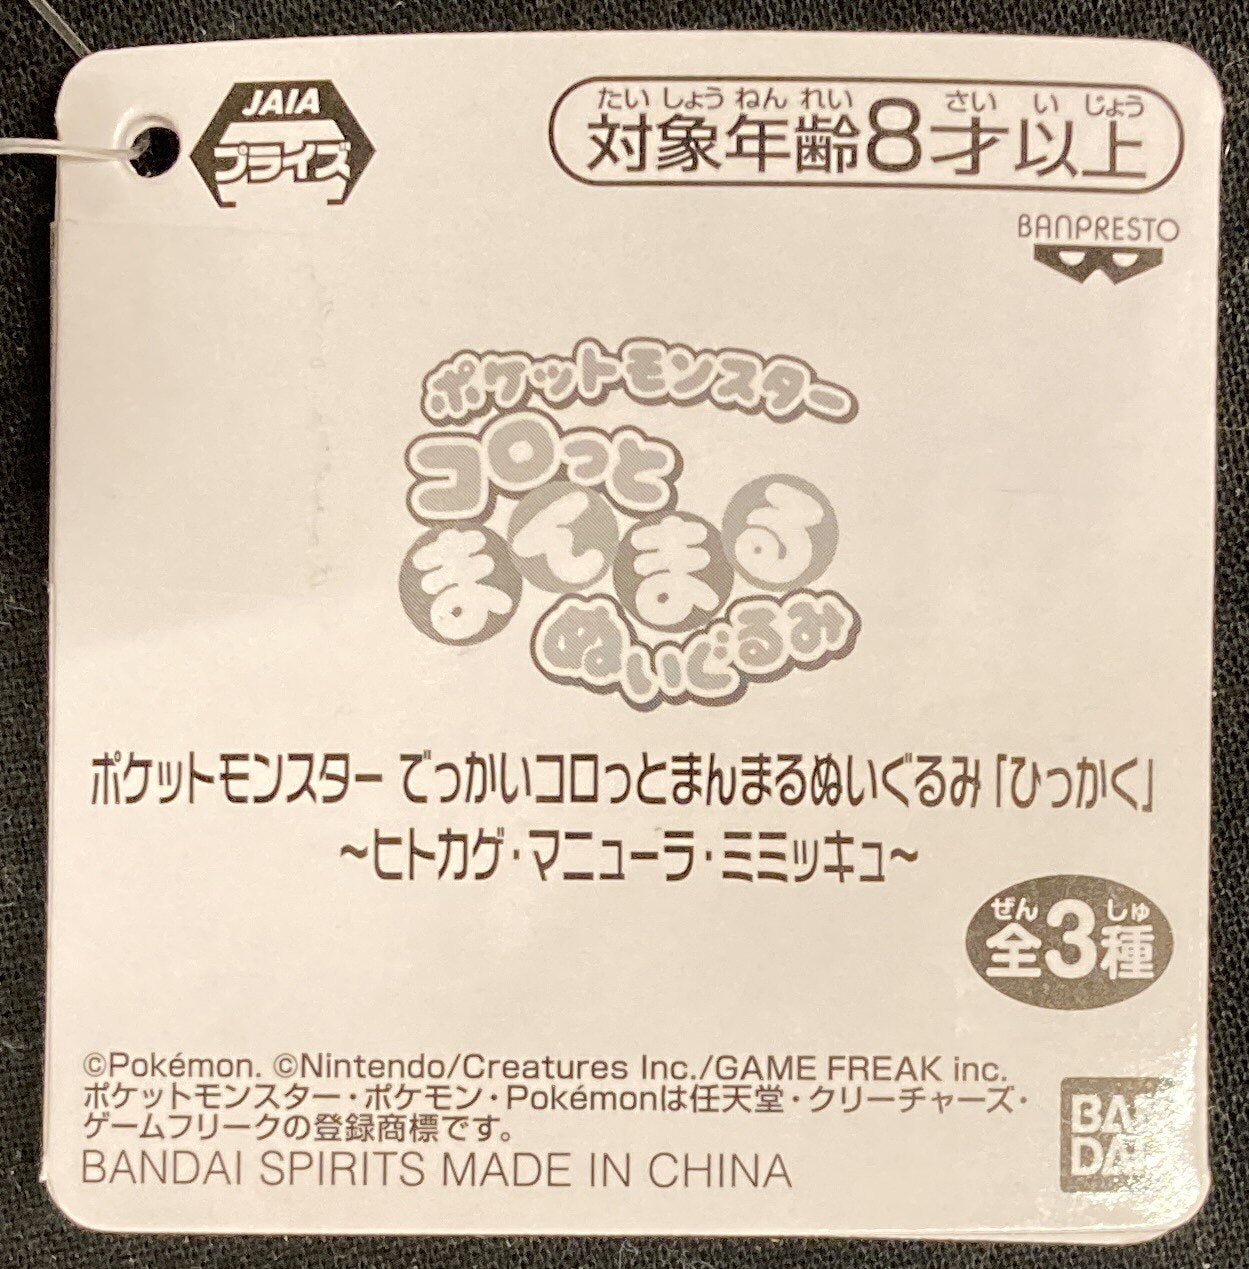 JAIA
プライズ
たいしょうねんれい さいいじょう
対象年齢8才以上
BANPRESTO
ポケットモンスター
コロっと
まんまる
ぬいぐるみ
ポケットモンスター でっかいコロっとまんまるぬいぐるみ「ひっかく」
~ヒトカゲ・マニューラ・ミミッキュ~
ぜん しゅ
全3種
©Pokémon. ©Nintendo/Creatures Inc./GAME FREAK inc.
ポケットモンスター・ポケモン・Pokémonは任天堂・クリーチャーズ・
ゲームフリークの登録商標です。
BANDAI SPIRITS MADE IN CHINA
BAN
DAI